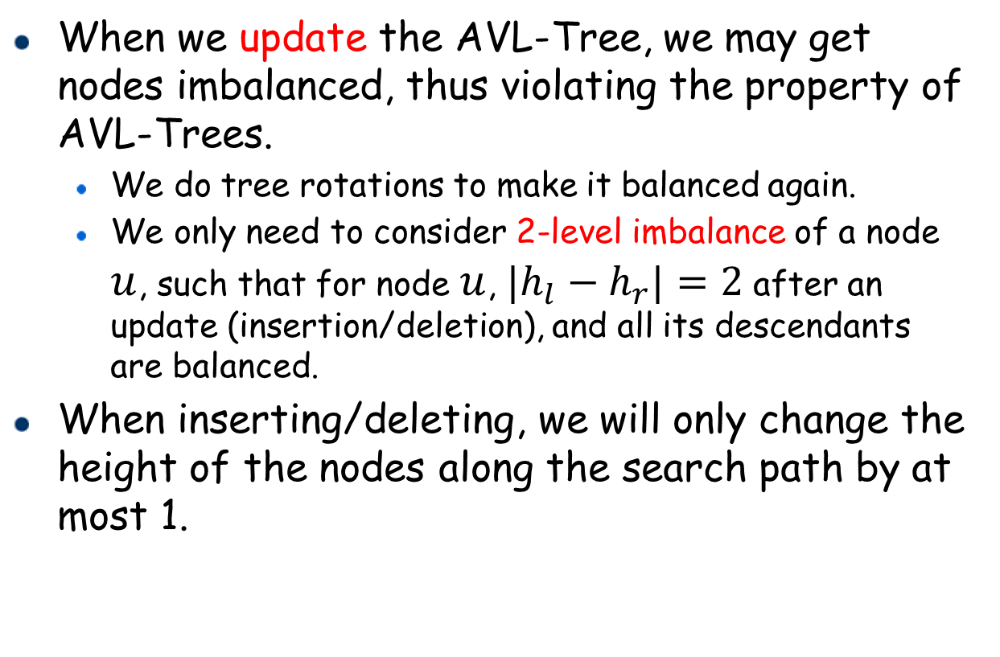 • When we update the AVL-Tree, we may get
nodes imbalanced, thus violating the property of
AVL-Trees.
• We do tree rotations to make it balanced again.
• We only need to consider 2-level imbalance of a node
𝑢, such that for node 𝑢, |ℎ𝑙 − ℎ𝑟| = 2 after an
update (insertion/deletion), and all its descendants
are balanced.
• When inserting/deleting, we will only change the
height of the nodes along the search path by at
most 1.